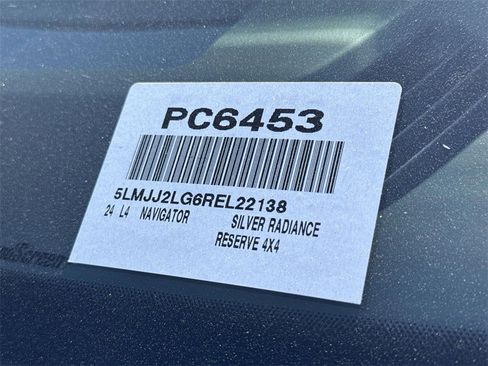 PC6453
5LMJJ2LG6REL22138
24 L4 NAVIGATOR SILVER RADIANCE
RESERVE 4X4